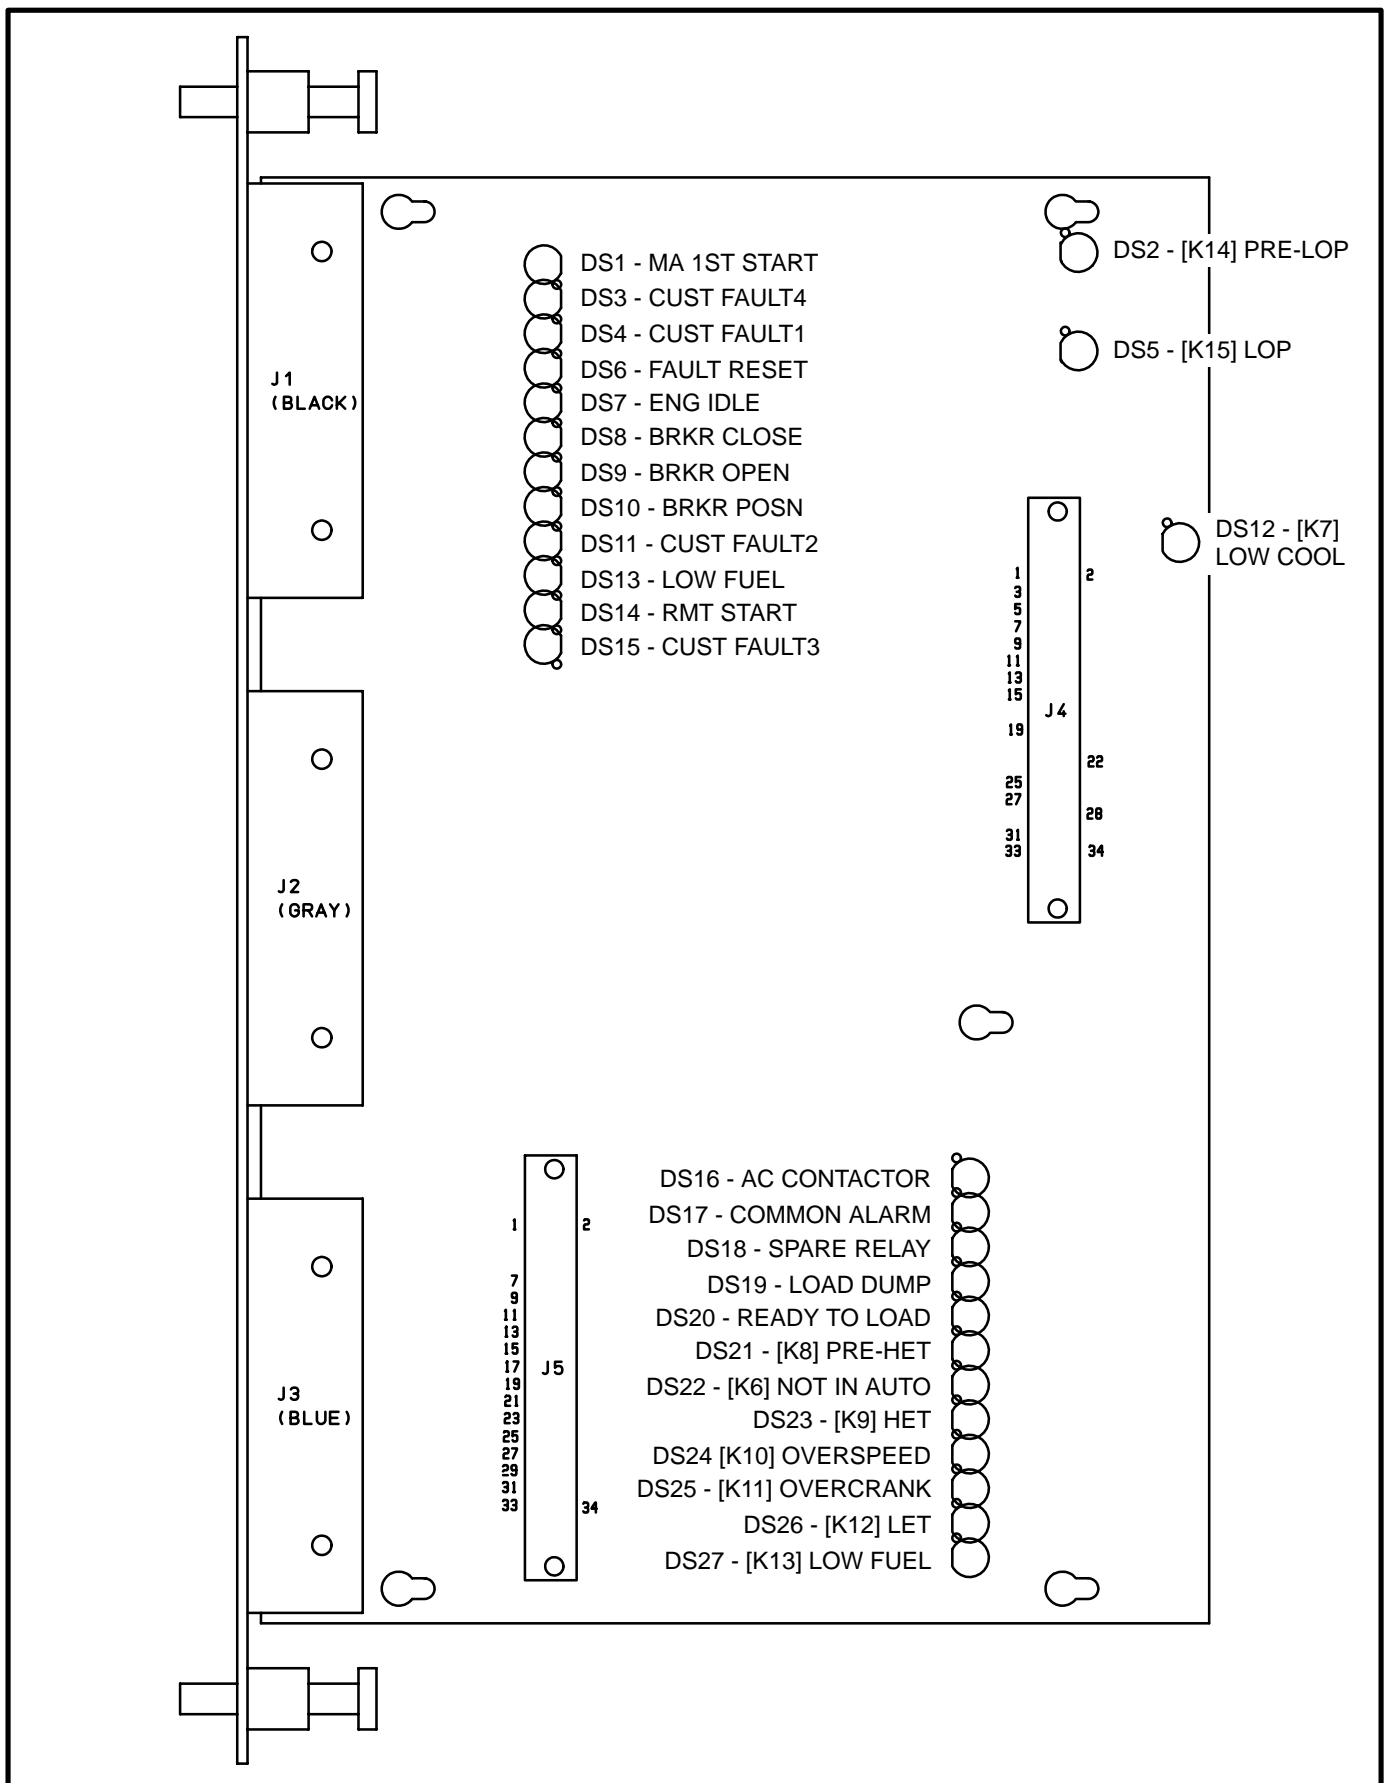 DS1 - MA 1ST START
DS3 - CUST FAULT4
DS4 - CUST FAULT1
DS6 - FAULT RESET
DS7 - ENG IDLE
DS8 - BRKR CLOSE
DS9 - BRKR OPEN
DS10 - BRKR POSN
DS11 - CUST FAULT2
DS13 - LOW FUEL
DS14 - RMT START
DS15 - CUST FAULT3
DS2 - [K14] PRE-LOP
DS5 - [K15] LOP
DS12 - [K7]
LOW COOL
J1
(BLACK)
J2
(GRAY)
J3
(BLUE)
1
3
5
7
9
11
13
15
19
25
27
31
33
J4
2
22
28
34
1
7
9
11
13
15
17
19
21
23
25
27
29
31
33
J5
2
34
DS16 - AC CONTACTOR
DS17 - COMMON ALARM
DS18 - SPARE RELAY
DS19 - LOAD DUMP
DS20 - READY TO LOAD
DS21 - [K8] PRE-HET
DS22 - [K6] NOT IN AUTO
DS23 - [K9] HET
DS24 [K10] OVERSPEED
DS25 - [K11] OVERCRANK
DS26 - [K12] LET
DS27 - [K13] LOW FUEL